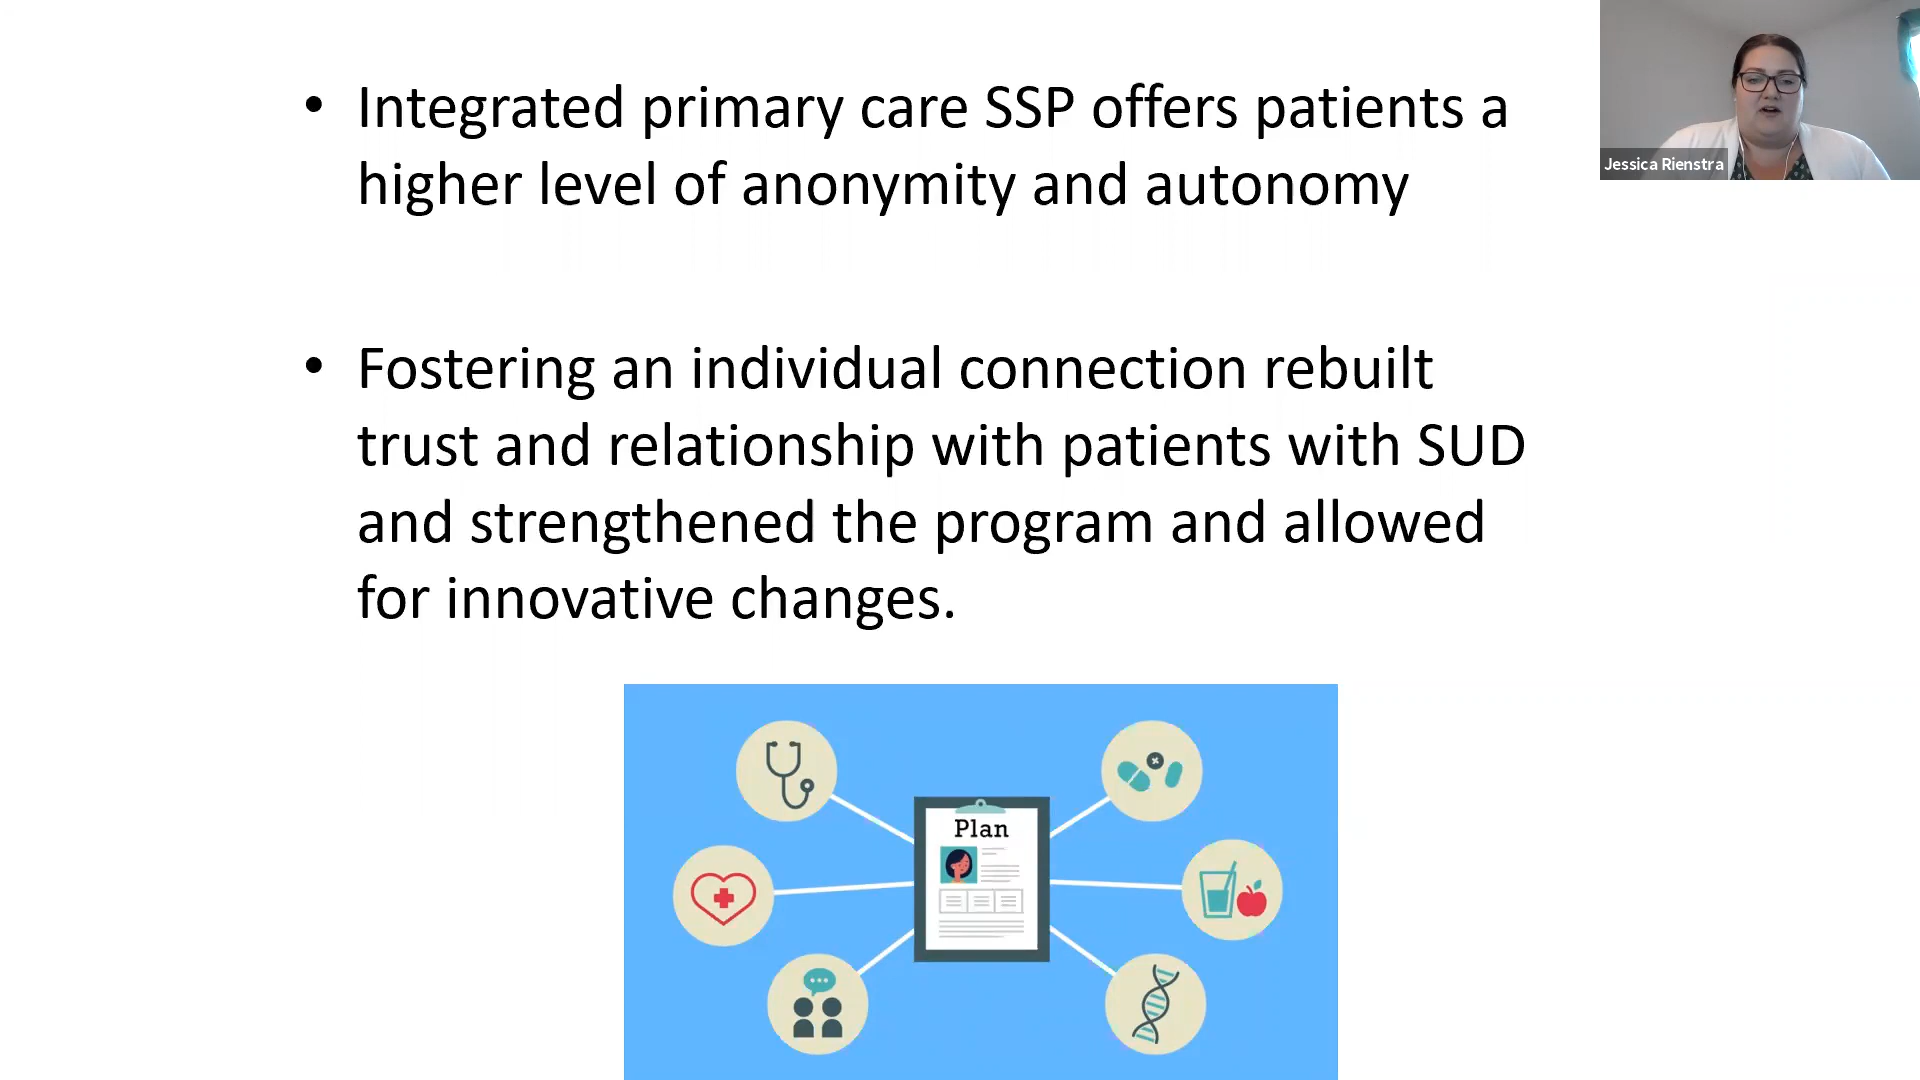 • Integrated primary care SSP offers patients a
higher level of anonymity and autonomy
Jessica Rienstra
• Fostering an individual connection rebuilt
trust and relationship with patients with SUD
and strengthened the program and allowed
for innovative changes.
Plan